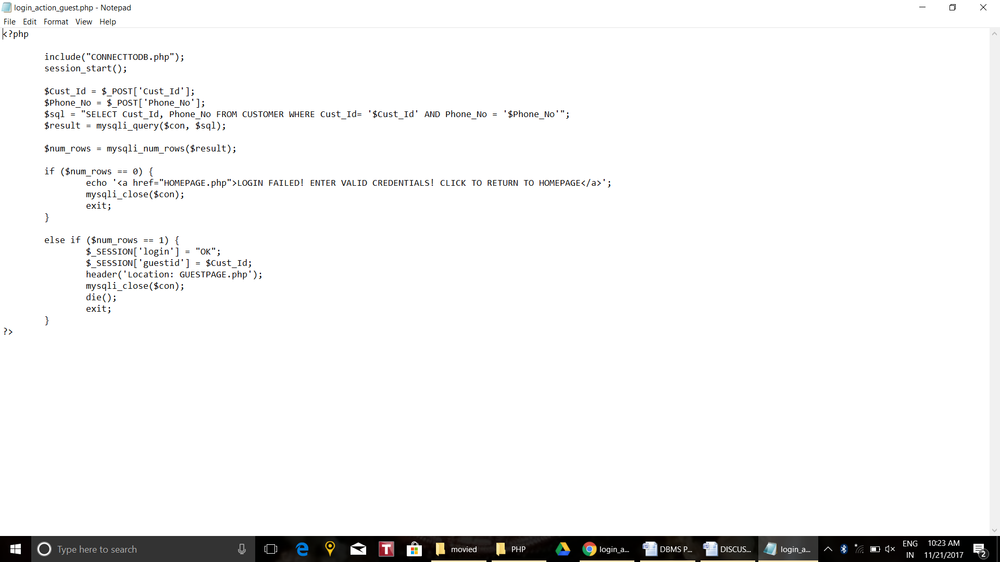 login_action_guest.php - Notepad
File Edit Format View Help
<?php
include("CONNECTTODB.php");
session_start();
$Cust_Id = $_POST['Cust_Id'];
$Phone_No = $_POST['Phone_No'];
$sql = "SELECT Cust_Id, Phone_No FROM CUSTOMER WHERE Cust_Id= '$Cust_Id' AND Phone_No = '$Phone_No'";
$result = mysqli_query($con, $sql);
$num_rows = mysqli_num_rows($result);
if ($num_rows == 0) {
echo '<a href="HOMEPAGE.php">LOGIN FAILED! ENTER VALID CREDENTIALS! CLICK TO RETURN TO HOMEPAGE</a>';
mysqli_close($con);
exit;
}
else if ($num_rows == 1) {
$_SESSION['login'] = "OK";
$_SESSION['guestid'] = $Cust_Id;
header('Location: GUESTPAGE.php');
mysqli_close($con);
die();
exit;
}
?>
Type here to search T movied PHP login_a... DBMS P... DISCUS... login_a... ENG 10:23 AM
IN 11/21/2017 2